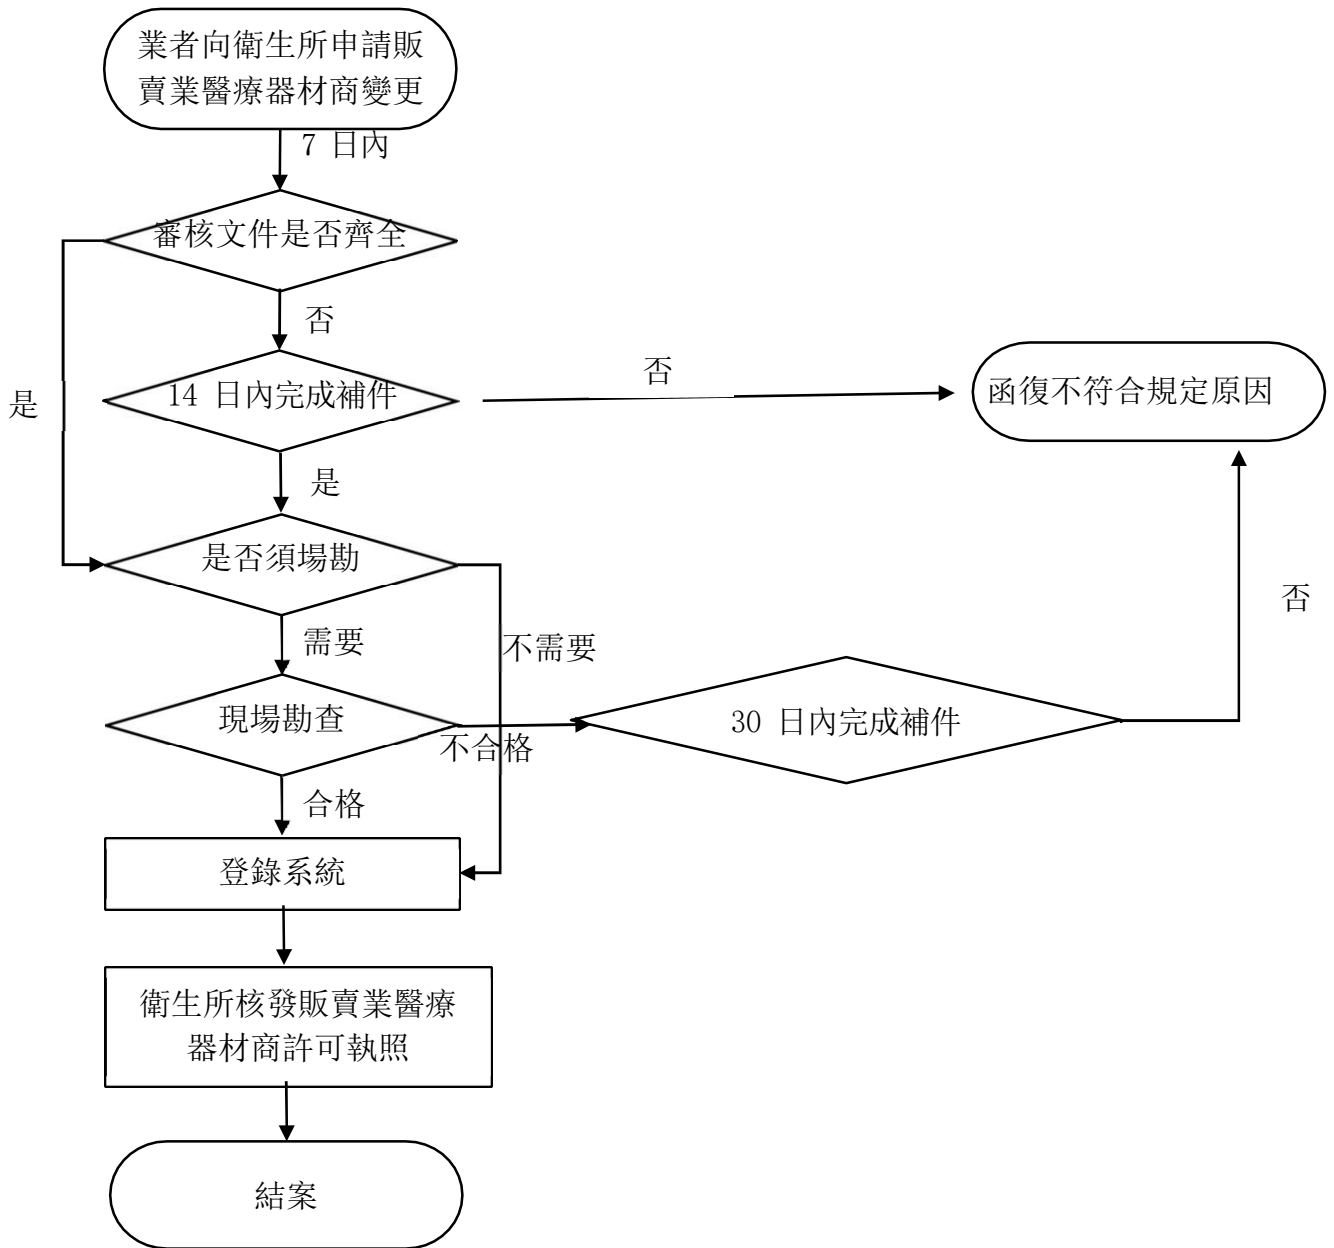 業者向衛生所申請販
賣業醫療器材商變更
7 日內
審核文件是否齊全
否
14 日內完成補件
否
函復不符合規定原因
是
是
是否須場勘
否
需要
不需要
現場勘查
30 日內完成補件
不合格
合格
登錄系統
衛生所核發販賣業醫療
器材商許可執照
結案